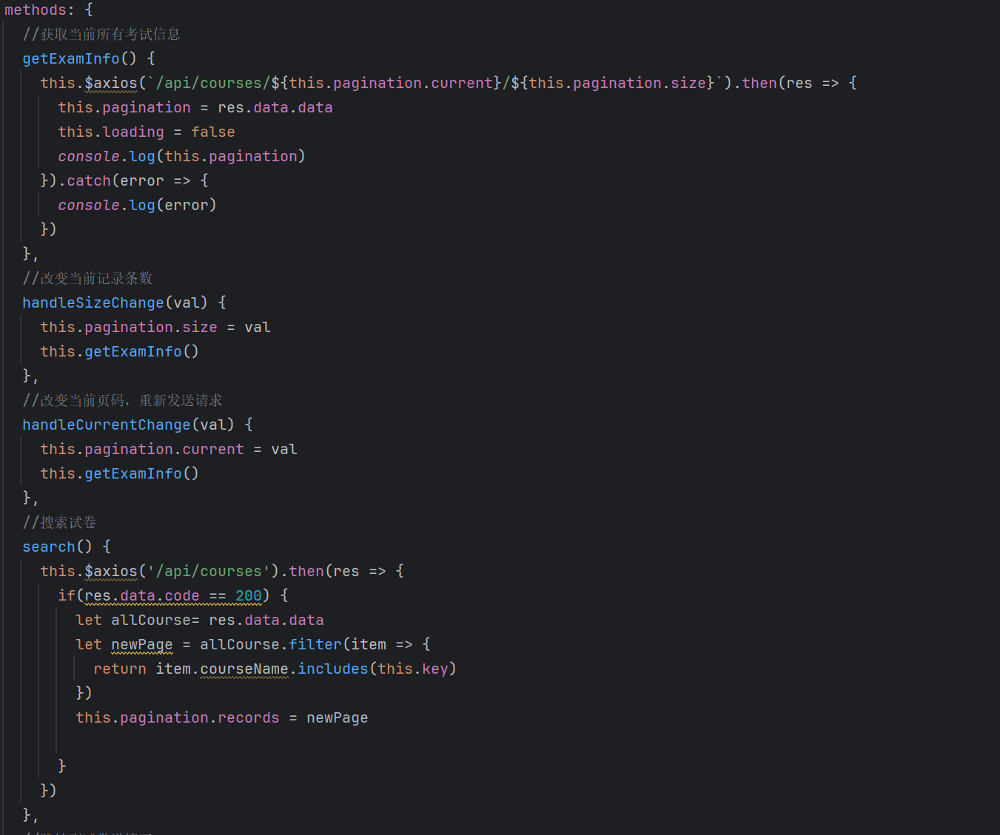 methods: {
//获取当前所有考试信息
getExamInfo() {
this.$axios(`/api/courses/${this.pagination.current}/${this.pagination.size}`).then(res => {
this.pagination = res.data.data
this.loading = false
console.log(this.pagination)
}).catch(error => {
console.log(error)
})
},
//改变当前记录条数
handleSizeChange(val) {
this.pagination.size = val
this.getExamInfo()
},
//改变当前页码，重新发送请求
handleCurrentChange(val) {
this.pagination.current = val
this.getExamInfo()
},
//搜索试卷
search() {
this.$axios('/api/courses').then(res => {
if(res.data.code == 200) {
let allCourse= res.data.data
let newPage = allCourse.filter(item => {
return item.courseName.includes(this.key)
})
this.pagination.records = newPage
}
})
},